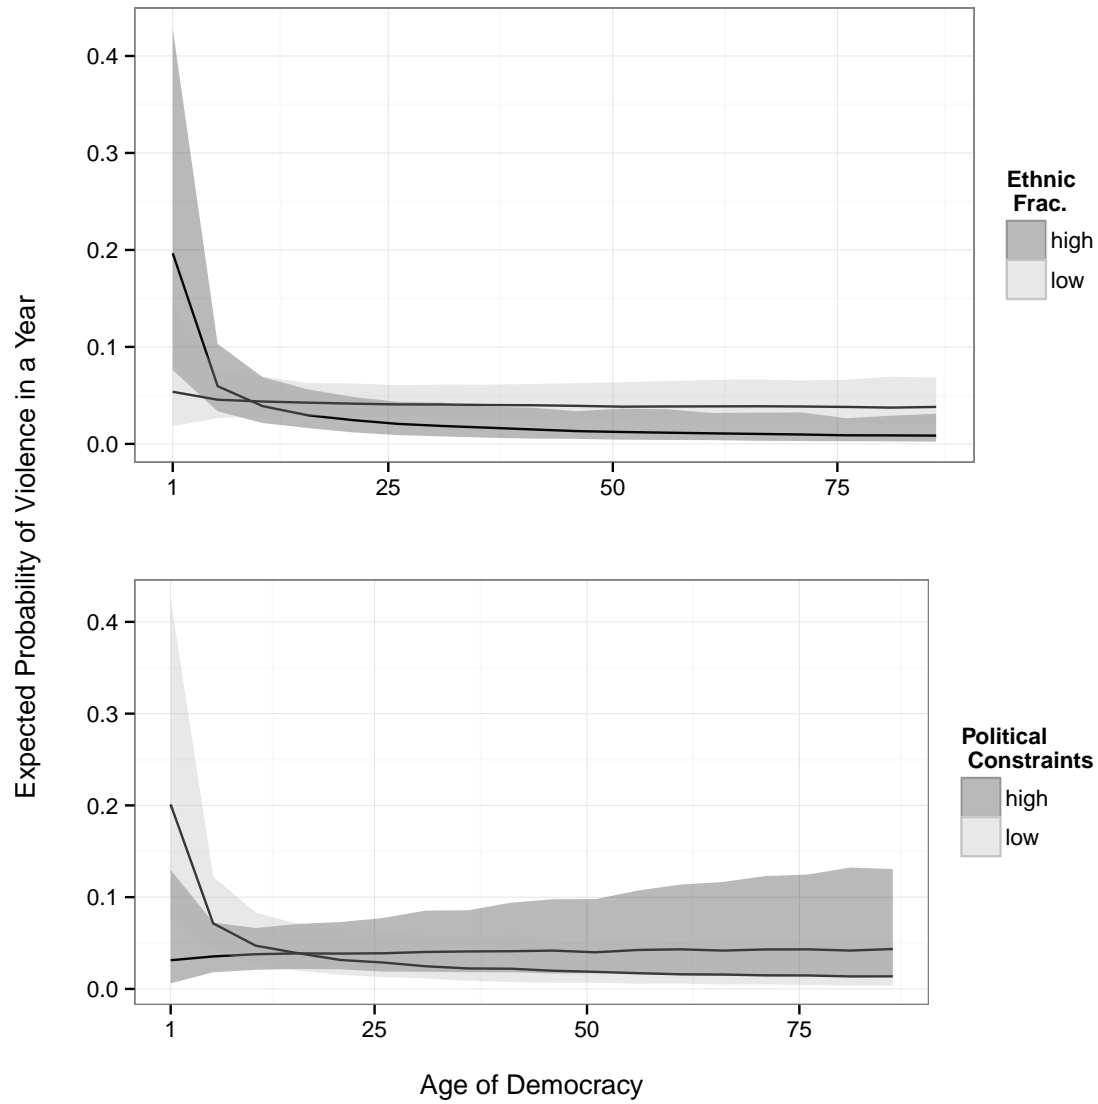 Expected Probability of Violence in a Year
0.4
0.3
0.2
0.1
0.0
1 25 50 75
Ethnic
Frac.
high
low
0.4
0.3
0.2
0.1
0.0
1 25 50 75
Political
Constraints
high
low
Age of Democracy